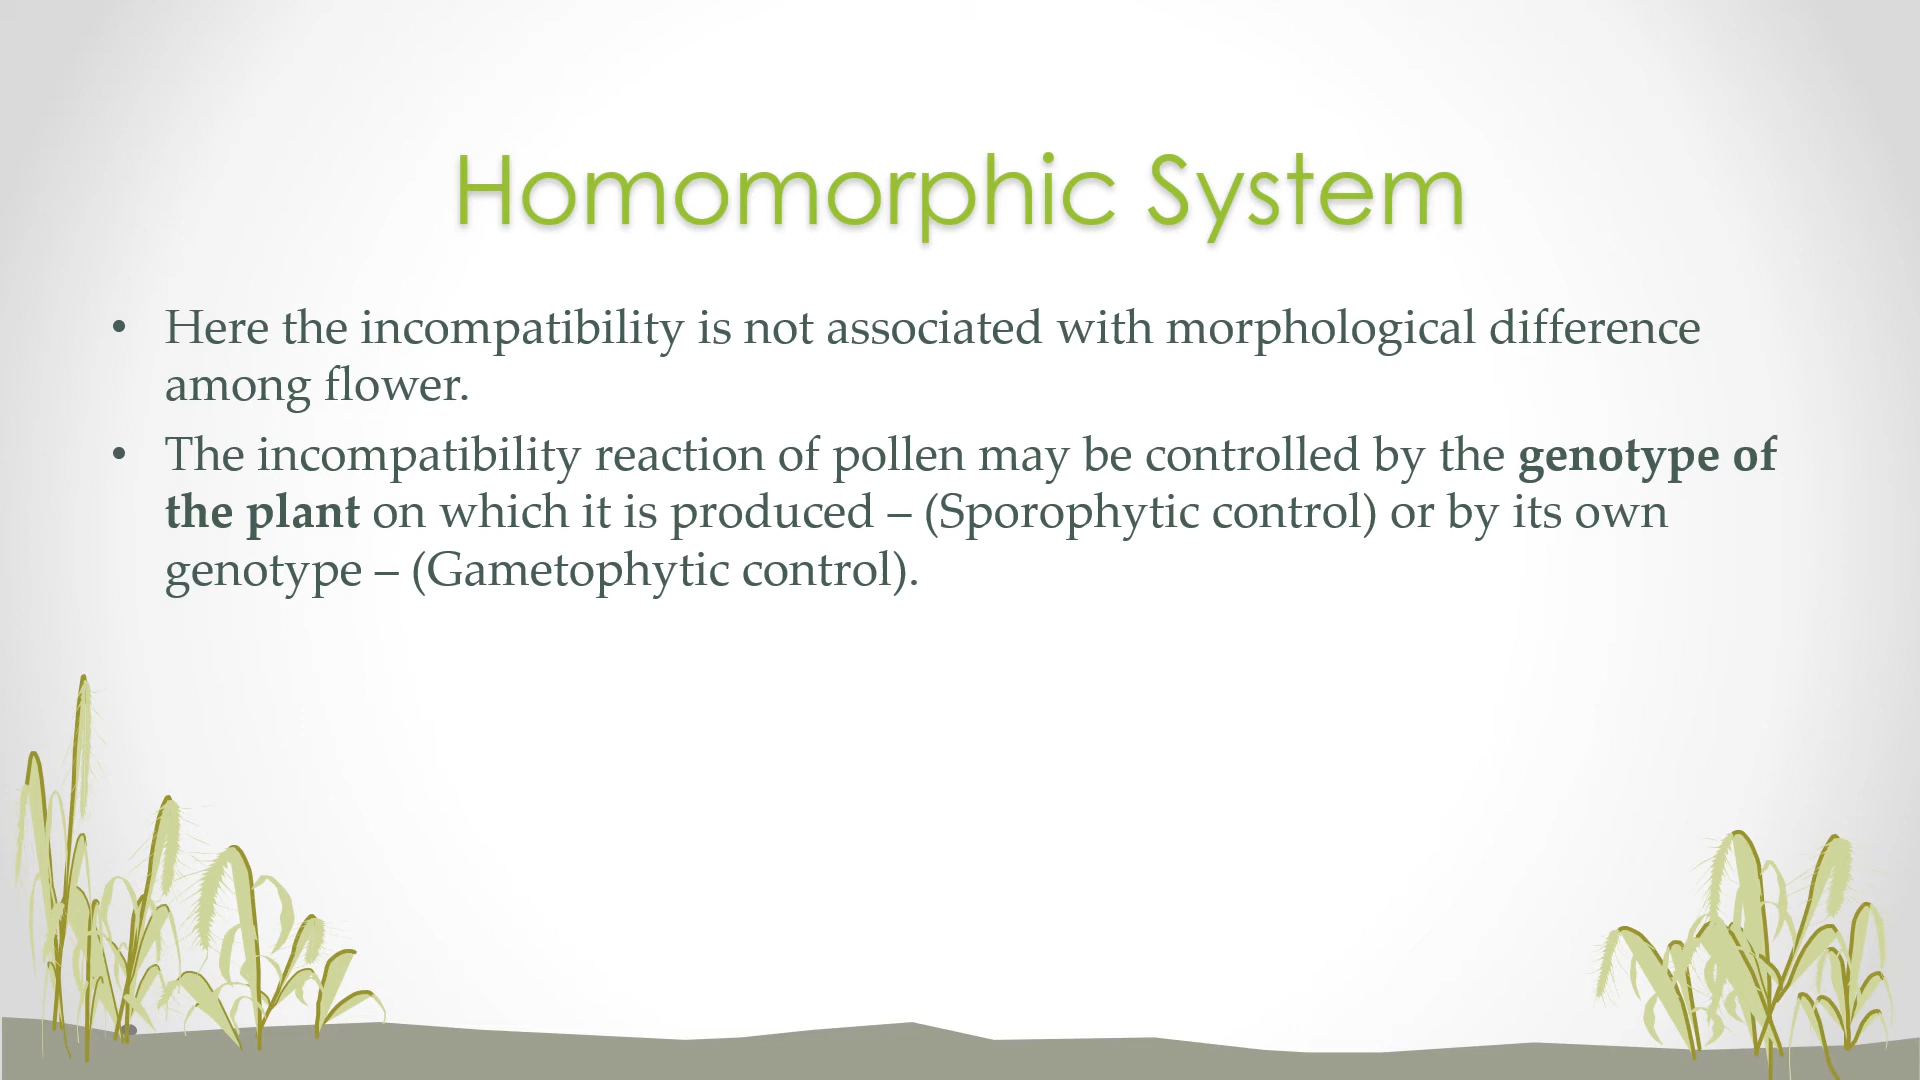 Homomorphic System
• Here the incompatibility is not associated with morphological difference
among flower.
• The incompatibility reaction of pollen may be controlled by the genotype of
the plant on which it is produced – (Sporophytic control) or by its own
genotype – (Gametophytic control).